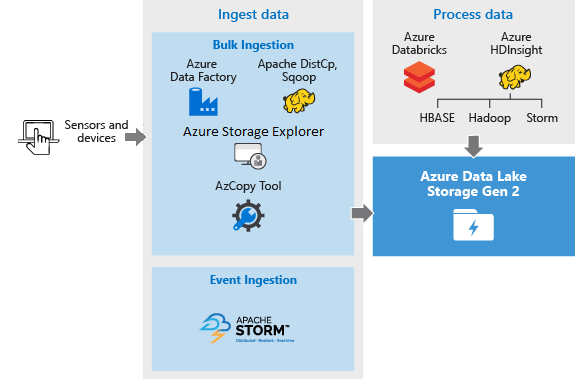 Ingest data
Bulk Ingestion
Azure
Data Factory
Apache DistCp,
Sqoop
Azure Storage Explorer
AzCopy Tool
Sensors and
devices
Event Ingestion
APACHE
STORM™
Distributed · Resilient · Real-time
Process data
Azure
Databricks
Azure
HDInsight
HBASE
Hadoop
Storm
Azure Data Lake
Storage Gen 2